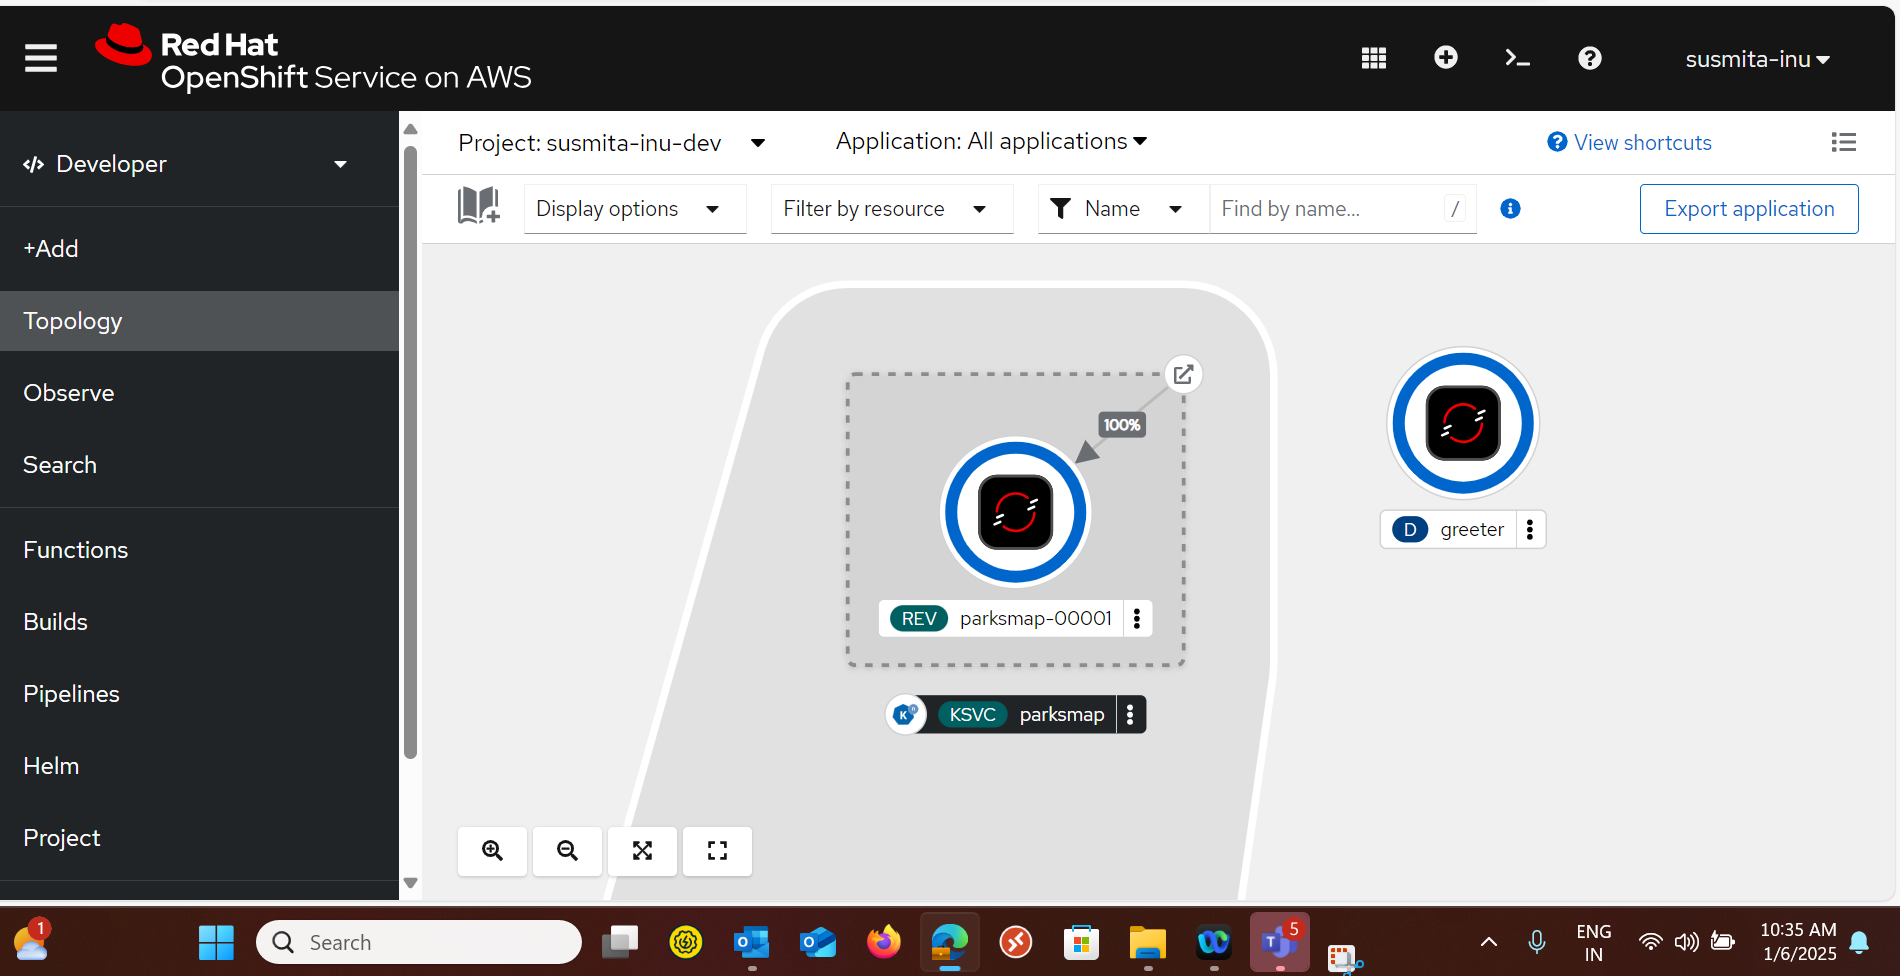 Red Hat
OpenShift Service on AWS
susmita-inu
Developer
+Add
Topology
Observe
Search
Functions
Builds
Pipelines
Helm
Project
Project: susmita-inu-dev
Application: All applications
View shortcuts
Display options
Filter by resource
Name
Find by name...
/
Export application
100%
REV parksmap-00001
KSVC parksmap
D greeter
1
Search
5
ENG
IN
10:35 AM
1/6/2025